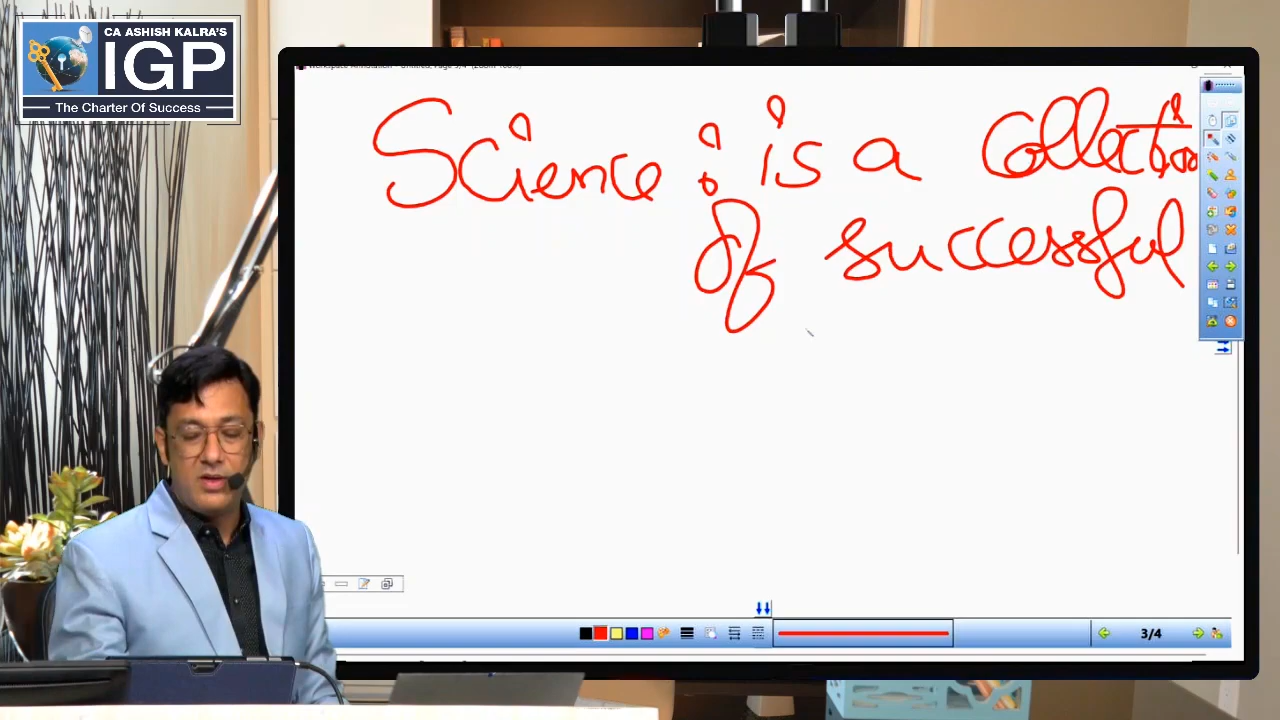 CA ASHISH KALRA'S
IGP
The Charter Of Success
Science : is a collection
of successful
3/4